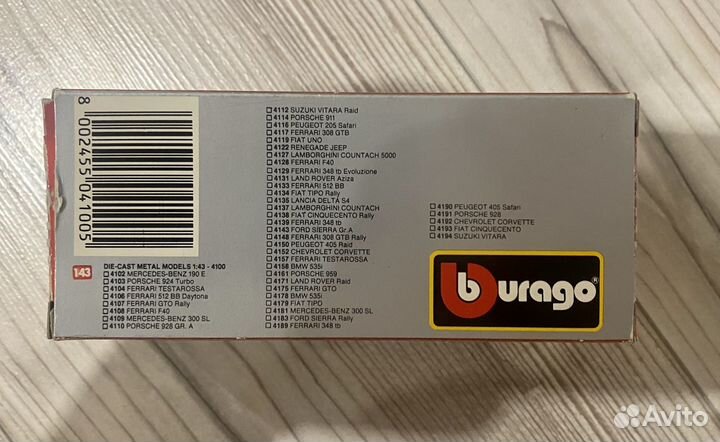 8 002455 041005
1:43
DIE-CAST METAL MODELS 1:43 - 4100
4102 MERCEDES-BENZ 190 E
4103 PORSCHE 924 Turbo
4104 FERRARI TESTAROSSA
4106 FERRARI 512 BB Daytona
4107 FERRARI GTO Rally
4108 FERRARI F40
4109 MERCEDES-BENZ 300 SL
4110 PORSCHE 928 GR. A
4112 SUZUKI VITARA Raid
4114 PORSCHE 911
4116 PEUGEOT 205 Safari
4117 FERRARI 308 GTB
4119 FIAT UNO
4122 RENEGADE JEEP
4127 LAMBORGHINI COUNTACH 5000
4128 FERRARI F40
4129 FERRARI 348 tb Evoluzione
4131 LAND ROVER Aziza
4133 FERRARI 512 BB
4134 FIAT TIPO Rally
4135 LANCIA DELTA S4
4137 LAMBORGHINI COUNTACH
4138 FIAT CINQUECENTO Rally
4139 FERRARI 348 tb
4143 FORD SIERRA Gr.A
4148 FERRARI 308 GTB Rally
4150 PEUGEOT 405 Raid
4152 CHEVROLET CORVETTE
4157 FERRARI TESTAROSSA
4158 BMW 535i
4161 PORSCHE 959
4171 LAND ROVER Raid
4175 FERRARI GTO
4178 BMW 535i
4179 FIAT TIPO
4181 MERCEDES-BENZ 300 SL
4183 FORD SIERRA Rally
4189 FERRARI 348 tb
4190 PEUGEOT 405 Safari
4191 PORSCHE 928
4192 CHEVROLET CORVETTE
4193 FIAT CINQUECENTO
4194 SUZUKI VITARA
burago®
Avito